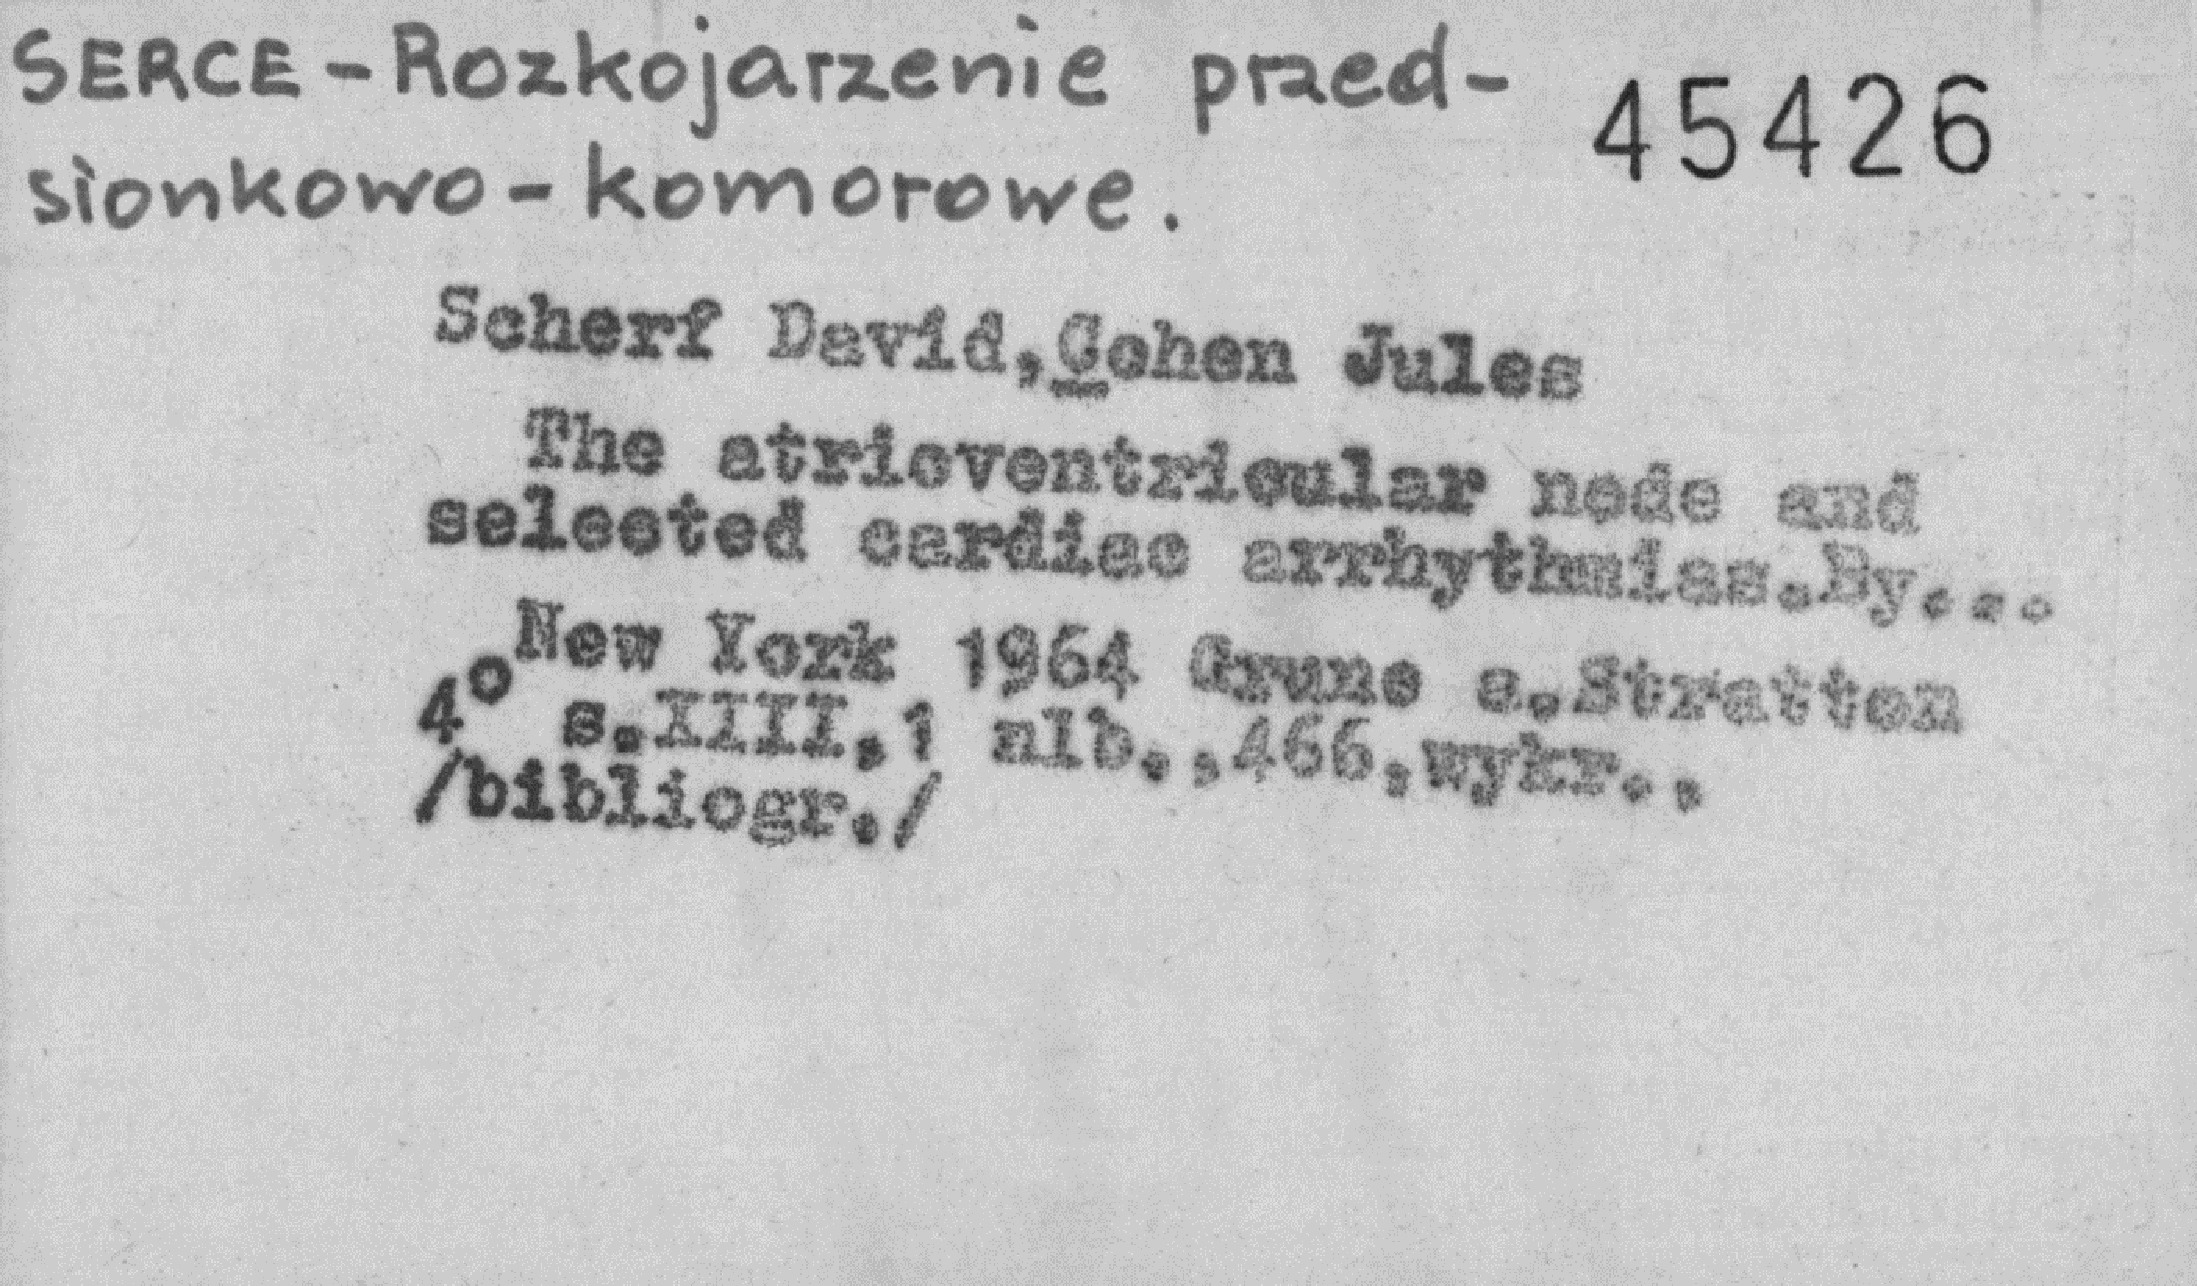 SERCE - Rozkojarzenie przed-
sionkowo - komorowe.
45426
Scherf David, Cohen Jules
The atrioventricular node and
selected cardiac arrhythmias. By...
New York 1964 Grune a. Stratton
4° s. XIII, 1 nlb., 466, wykr.,
/bibliogr./